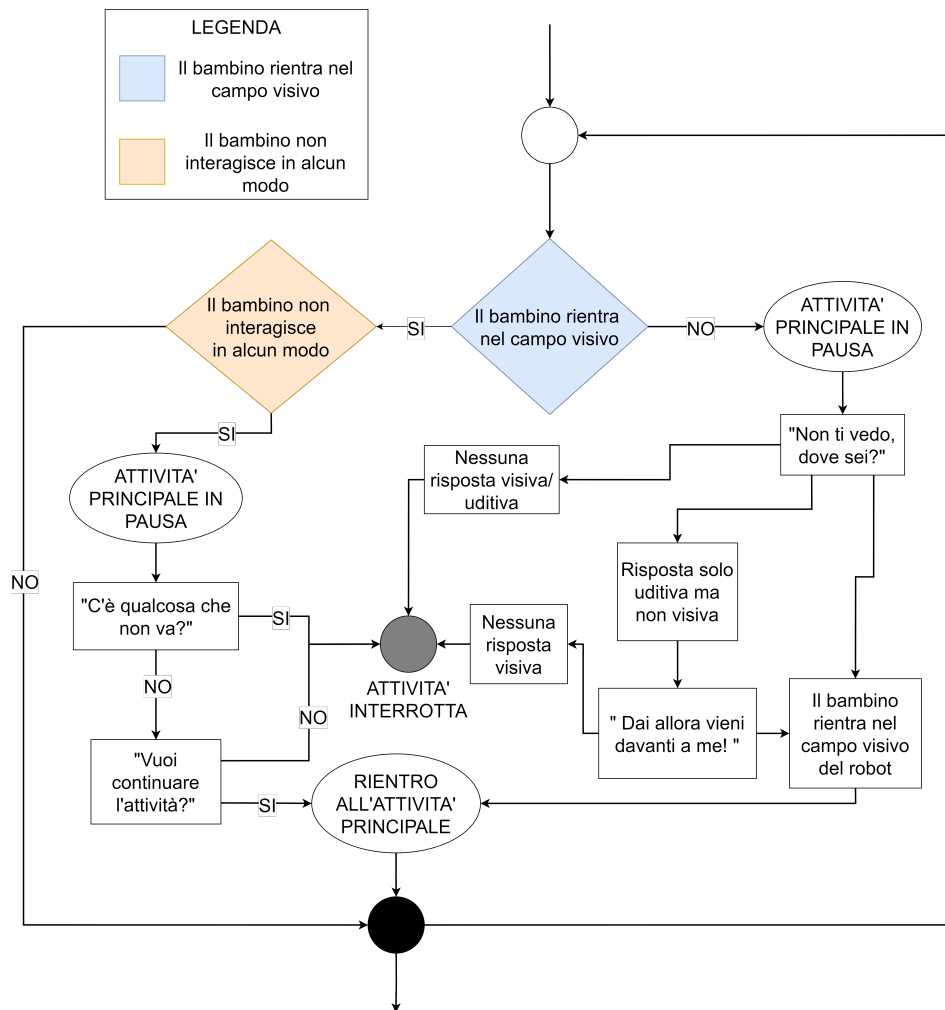 LEGENDA
Il bambino rientra nel
campo visivo
Il bambino non
interagisce in alcun
modo
Il bambino non
interagisce
in alcun modo
SI
Il bambino rientra
nel campo visivo
NO
ATTIVITA'
PRINCIPALE IN
PAUSA
SI
"Non ti vedo,
dove sei?"
Nessuna
risposta visiva/
uditiva
ATTIVITA'
PRINCIPALE IN
PAUSA
Risposta solo
uditiva ma
non visiva
NO
"C'è qualcosa che
non va?"
SI
Nessuna
risposta
visiva
ATTIVITA'
INTERROTTA
NO
NO
" Dai allora vieni
davanti a me! "
Il bambino
rientra nel
campo visivo
del robot
"Vuoi
continuare
l'attività?"
SI
RIENTRO
ALL'ATTIVITA'
PRINCIPALE